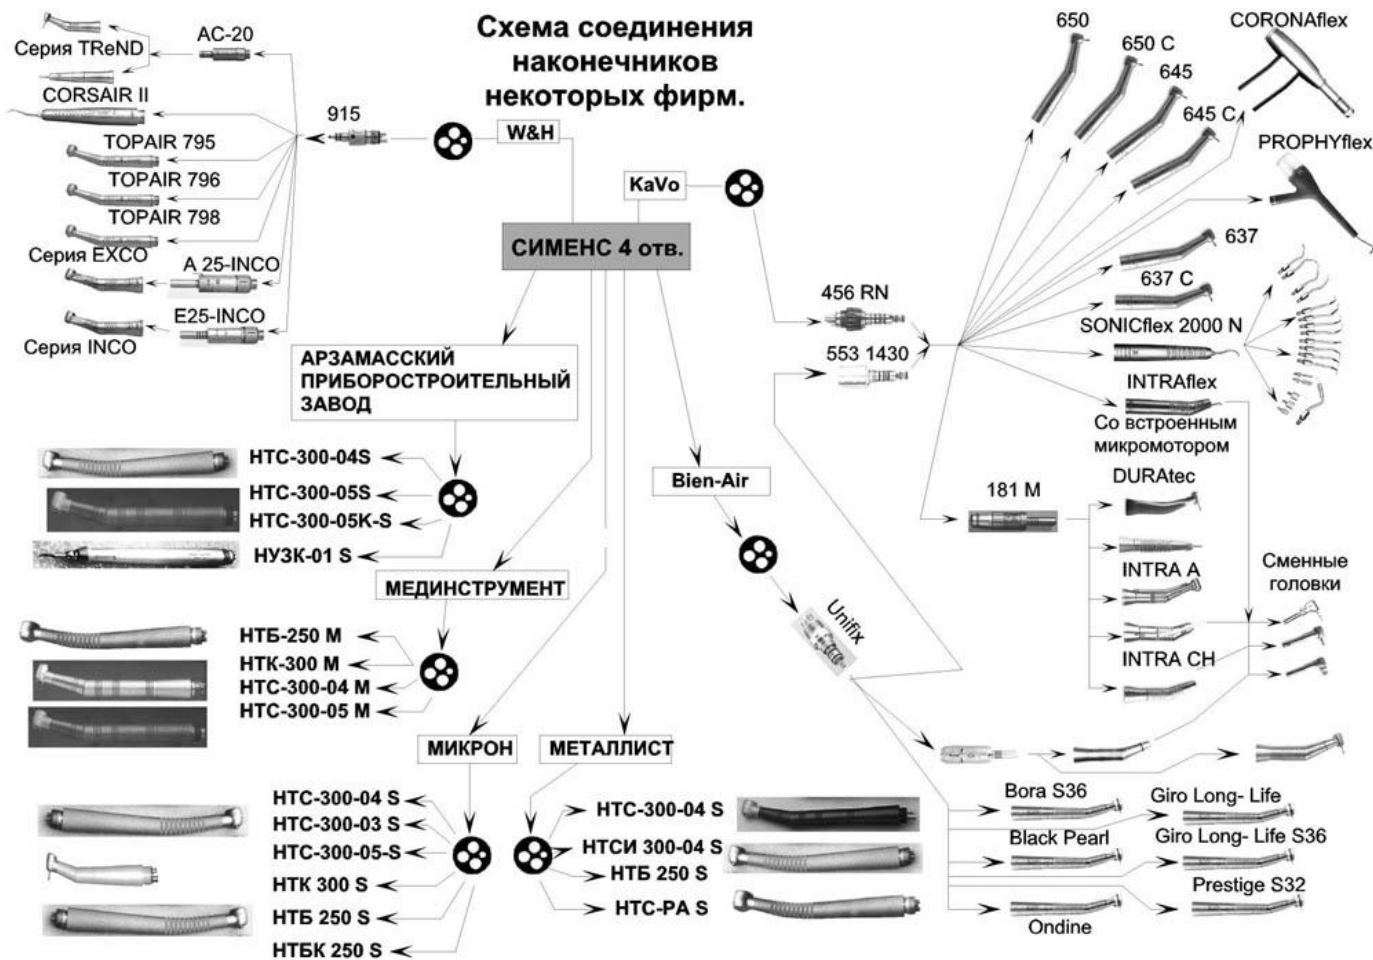 Схема соединения
наконечников
некоторых фирм.
Серия TReND
AC-20
CORSAIR II
915
W&H
TOPAIR 795
TOPAIR 796
TOPAIR 798
Серия EXCO
A 25-INCO
E25-INCO
Серия INCO
KaVo
СИМЕНС 4 отв.
650
650 C
645
645 C
CORONAflex
PROPHYflex
637
637 C
456 RN
553 1430
SONICflex 2000 N
INTRAflex
Со встроенным
микромотором
DURAtec
181 M
INTRA A
INTRA CH
Сменные
головки
АРЗАМАССКИЙ
ПРИБОРОСТРОИТЕЛЬНЫЙ
ЗАВОД
НТС-300-04S
НТС-300-05S
НТС-300-05K-S
НУЗК-01 S
Bien-Air
Unifix
МЕДИНСТРУМЕНТ
НТБ-250 М
НТК-300 М
НТС-300-04 М
НТС-300-05 М
МИКРОН
МЕТАЛЛИСТ
НТС-300-04 S
НТС-300-03 S
НТС-300-05-S
НТК 300 S
НТБ 250 S
НТБК 250 S
НТС-300-04 S
НТСИ 300-04 S
НТБ 250 S
НТС-РА S
Bora S36
Giro Long- Life
Black Pearl
Giro Long- Life S36
Prestige S32
Ondine